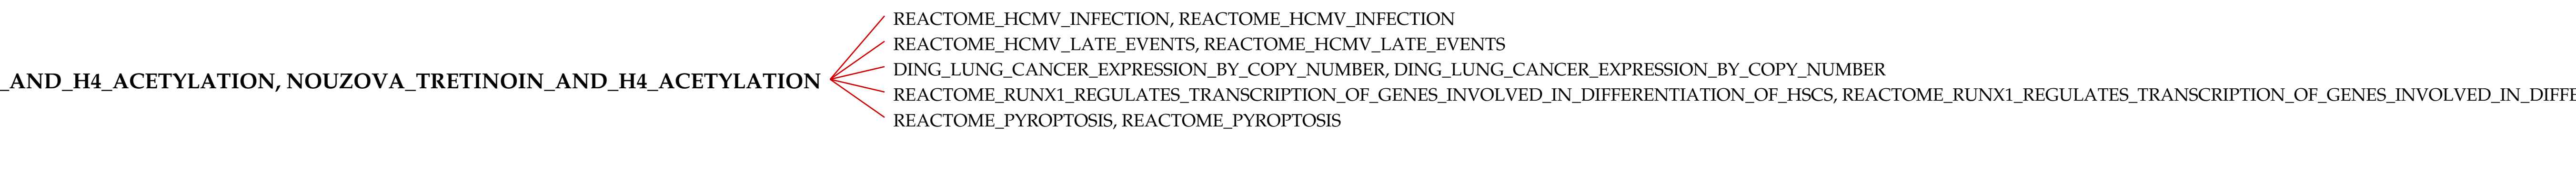 _AND_H4_ACETYLATION, NOUZOVA_TRETINOIN_AND_H4_ACETYLATION
REACTOME_HCMV_INFECTION, REACTOME_HCMV_INFECTION
REACTOME_HCMV_LATE_EVENTS, REACTOME_HCMV_LATE_EVENTS
DING_LUNG_CANCER_EXPRESSION_BY_COPY_NUMBER, DING_LUNG_CANCER_EXPRESSION_BY_COPY_NUMBER
REACTOME_RUNX1_REGULATES_TRANSCRIPTION_OF_GENES_INVOLVED_IN_DIFFERENTIATION_OF_HSCS, REACTOME_RUNX1_REGULATES_TRANSCRIPTION_OF_GENES_INVOLVED_IN_DIFFE
REACTOME_PYROPTOSIS, REACTOME_PYROPTOSIS